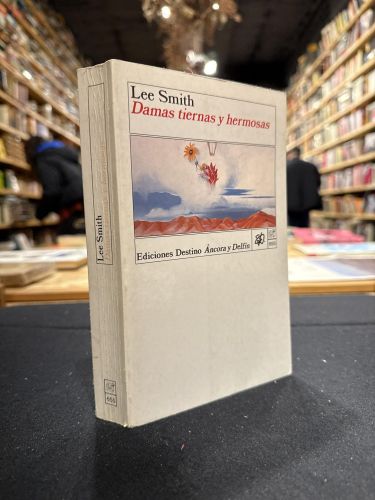 Lee Smith
Damas tiernas y hermosas
Ediciones Destino Áncora y Delfín
Lee Smith